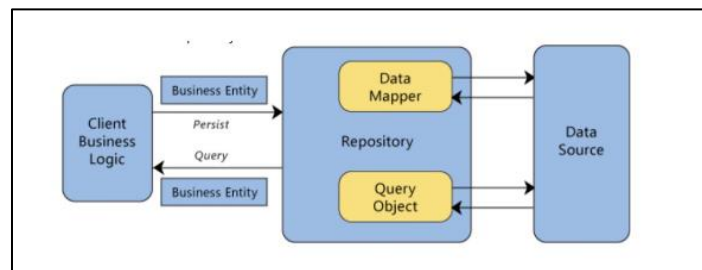 Business Entity
Persist
Query
Business Entity
Client
Business
Logic
Data
Mapper
Repository
Query
Object
Data
Source